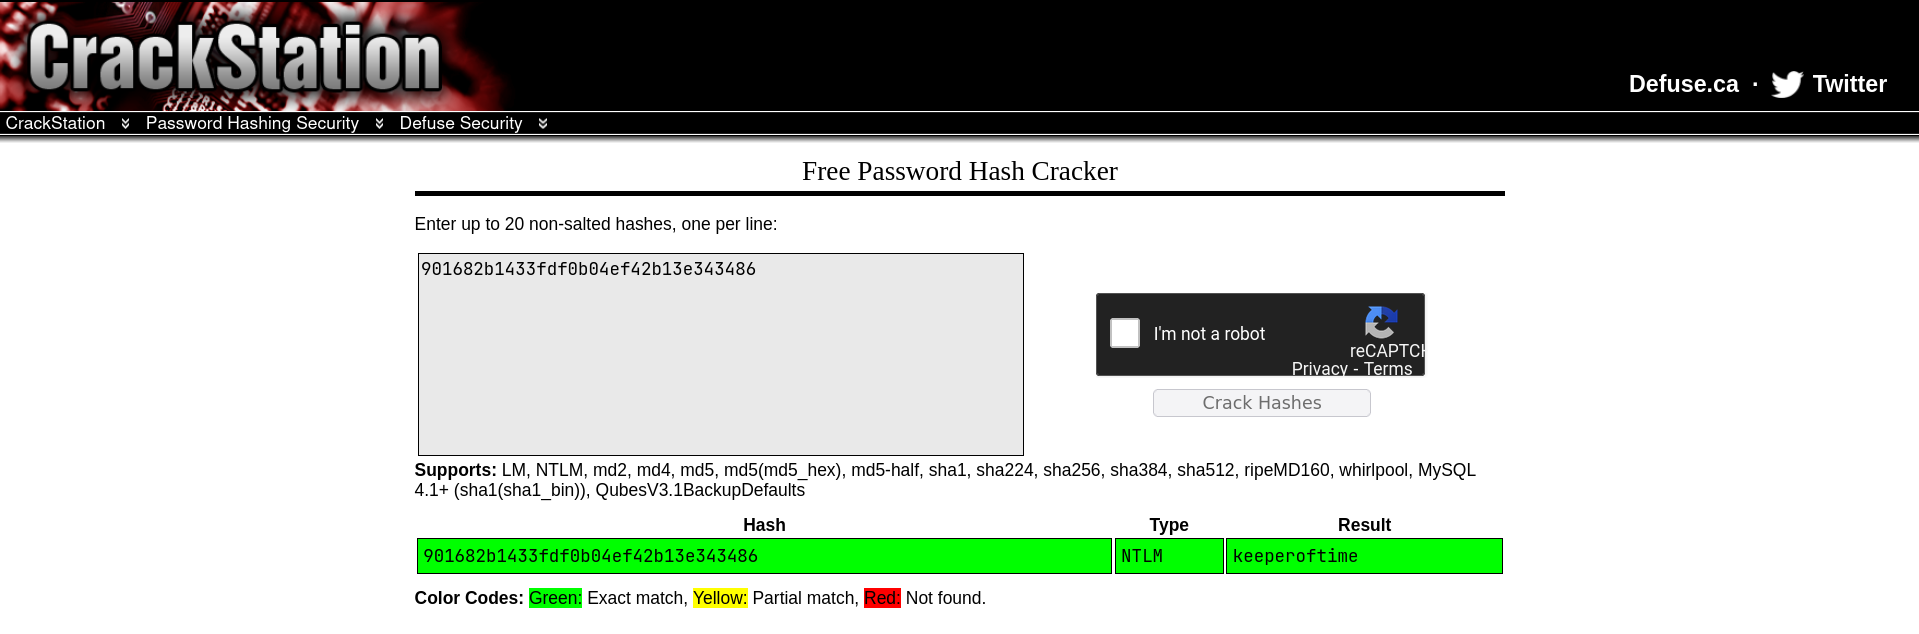 CrackStation
Defuse.ca · Twitter
CrackStation Password Hashing Security Defuse Security
Free Password Hash Cracker
Enter up to 20 non-salted hashes, one per line:
901682b1433fdf0b04ef42b13e343486
I'm not a robot
reCAPTCH
Privacy - Terms
Crack Hashes
Supports: LM, NTLM, md2, md4, md5, md5(md5_hex), md5-half, sha1, sha224, sha256, sha384, sha512, ripeMD160, whirlpool, MySQL
4.1+ (sha1(sha1_bin)), QubesV3.1BackupDefaults
Hash Type Result
901682b1433fdf0b04ef42b13e343486 NTLM keeperoftime
Color Codes: Green: Exact match, Yellow: Partial match, Red: Not found.